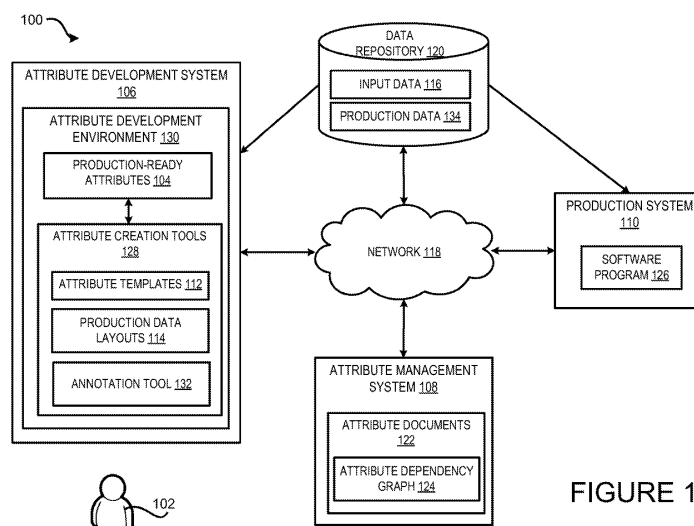 100
ATTRIBUTE DEVELOPMENT SYSTEM
106
ATTRIBUTE DEVELOPMENT
ENVIRONMENT 130
PRODUCTION-READY
ATTRIBUTES 104
ATTRIBUTE CREATION TOOLS
128
ATTRIBUTE TEMPLATES 112
PRODUCTION DATA
LAYOUTS 114
ANNOTATION TOOL 132
DATA
REPOSITORY 120
INPUT DATA 116
PRODUCTION DATA 134
NETWORK 118
PRODUCTION SYSTEM
110
SOFTWARE
PROGRAM 126
ATTRIBUTE MANAGEMENT
SYSTEM 108
ATTRIBUTE DOCUMENTS
122
ATTRIBUTE DEPENDENCY
GRAPH 124
102
FIGURE 1